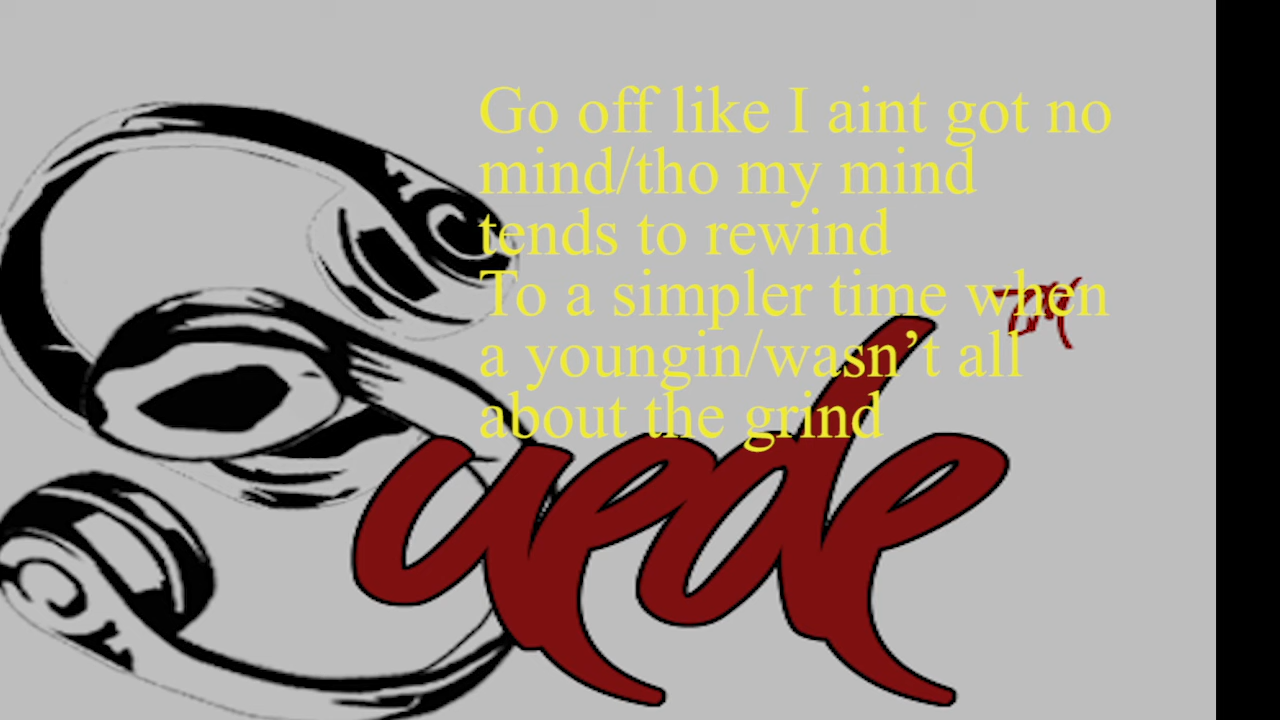 Go off like I aint got no
mind/tho my mind
tends to rewind
To a simpler time when
a youngin/wasn’t all
about the grind
TM
uede